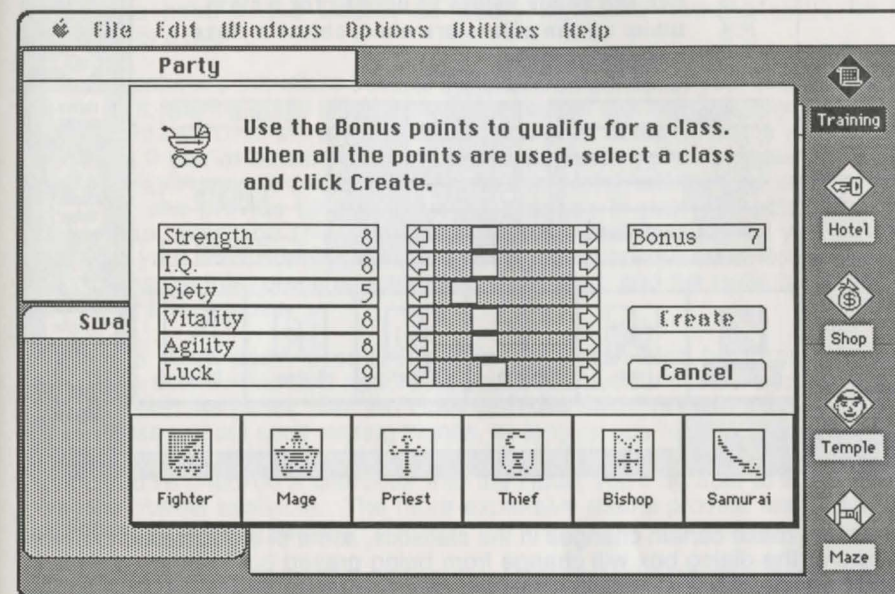 File Edit Windows Options Utilities Help
Party
Training
Use the Bonus points to qualify for a class.
When all the points are used, select a class
and click Create.
Hotel
Strength 8
Bonus 7
I.Q. 8
Piety 5
Vitality 8
Create
Agility 8
Luck 9
Cancel
Swa
Shop
Temple
Fighter Mage Priest Thief Bishop Samurai
Maze